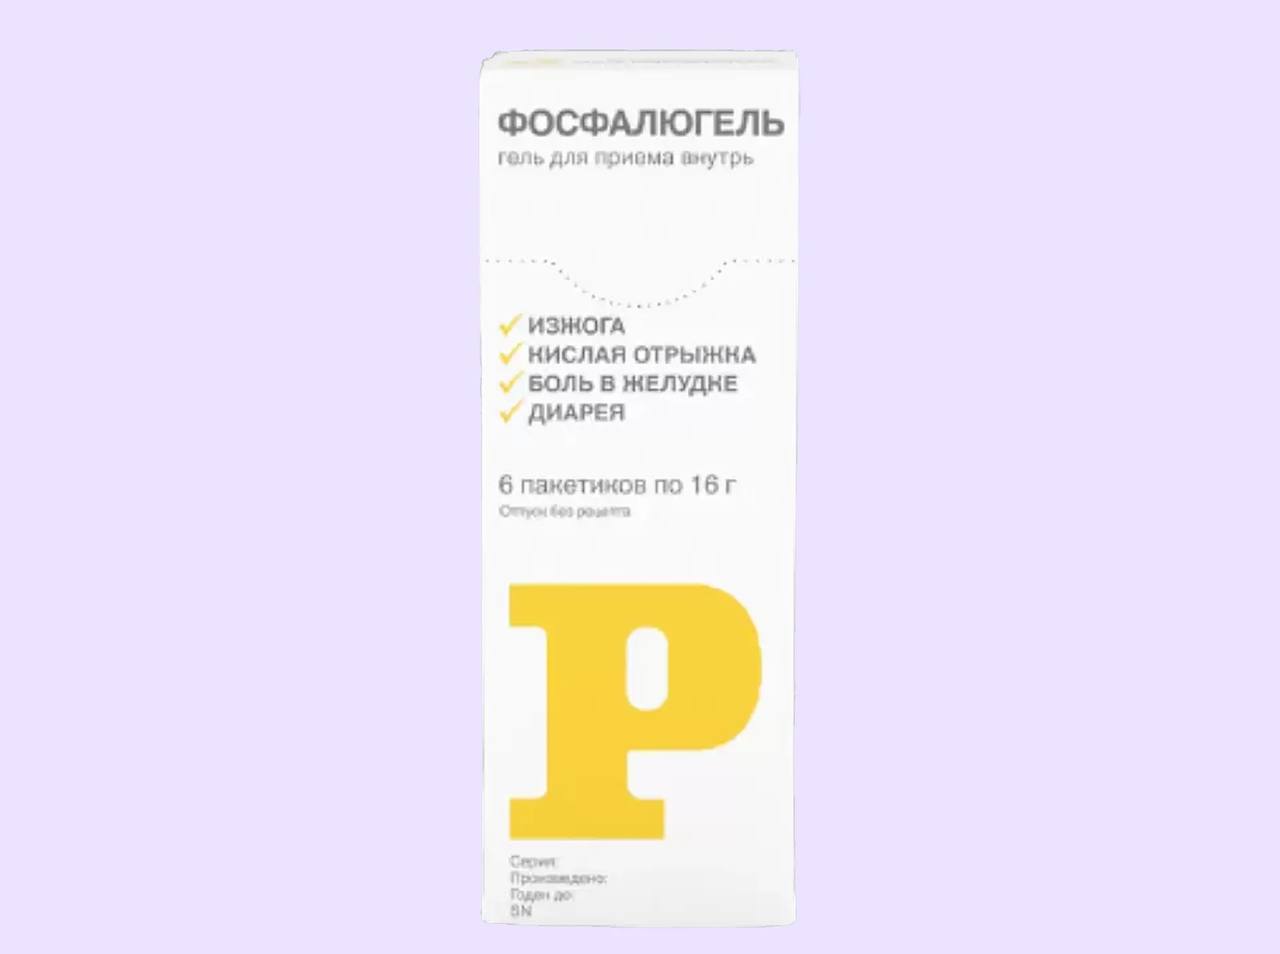 ФОСФАЛЮГЕЛЬ
гель для приема внутрь
ИЗЖОГА
КИСЛАЯ ОТРЫЖКА
БОЛЬ В ЖЕЛУДКЕ
ДИАРЕЯ
6 пакетиков по 16 г
Отпуск без рецепта
P
Серия:
Произведено:
Годен до:
SN